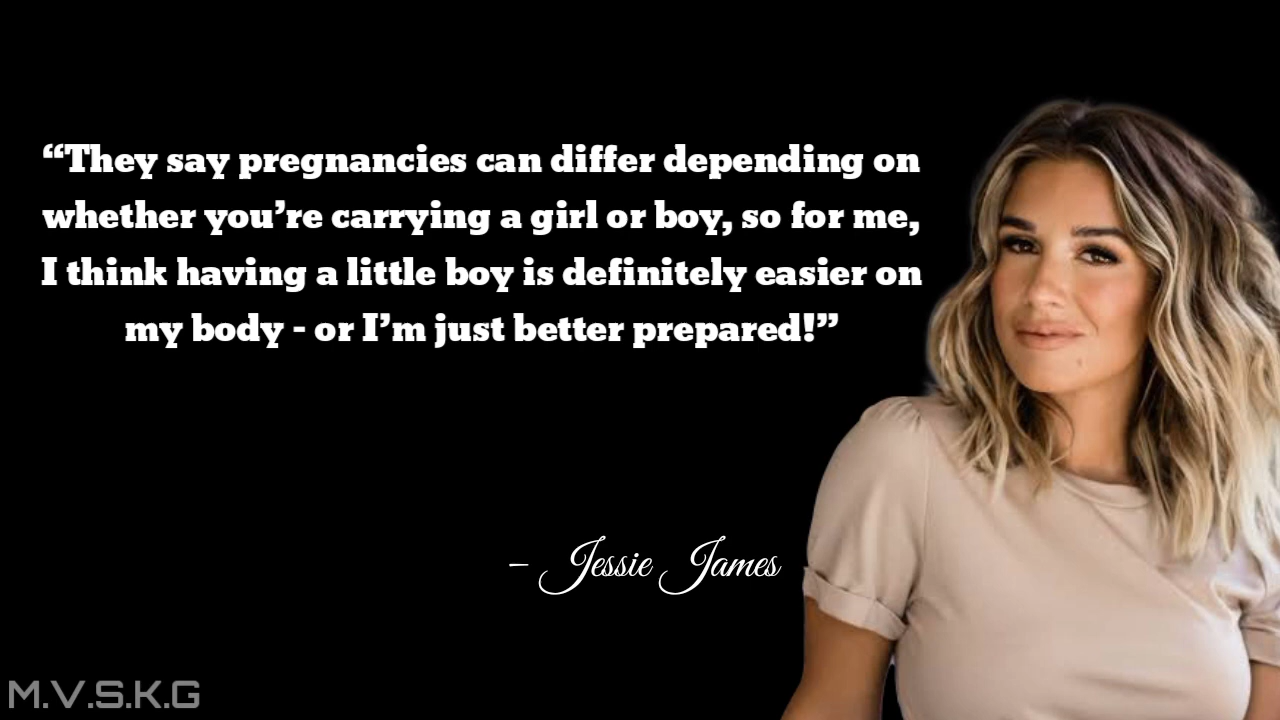 “They say pregnancies can differ depending on
whether you’re carrying a girl or boy, so for me,
I think having a little boy is definitely easier on
my body - or I’m just better prepared!”
– Jessie James
M.V.S.K.G